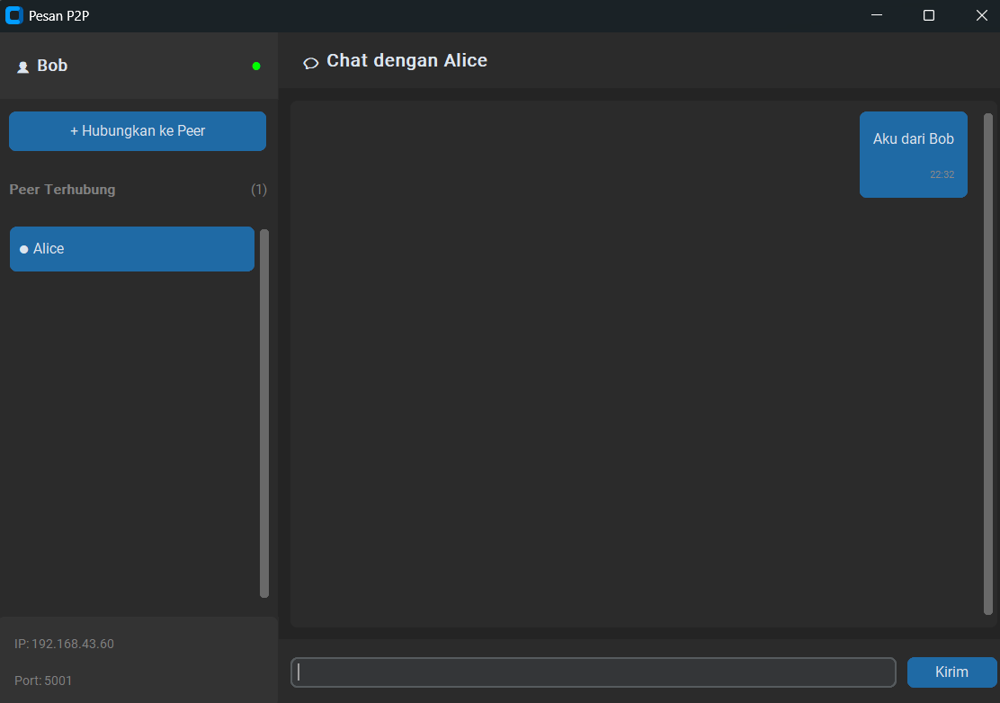 Pesan P2P
Bob
+ Hubungkan ke Peer
Peer Terhubung (1)
Alice
IP: 192.168.43.60
Port: 5001
Chat dengan Alice
Aku dari Bob
22:32
Kirim